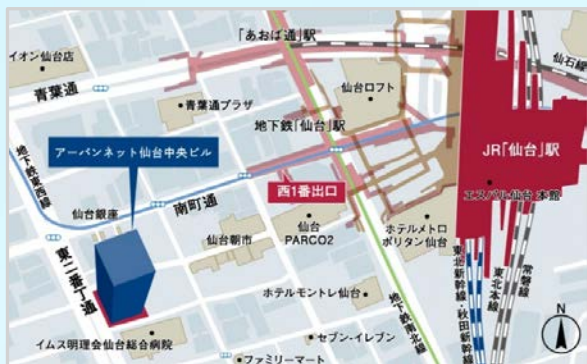 「あおば通」駅
イオン仙台店
仙石線
青葉通
仙台ロフト
青葉通プラザ
地下鉄「仙台」駅
アーバンネット仙台中央ビル
JR「仙台」駅
地下鉄東西線
西1番出口
エスパル仙台 本館
仙台銀座
南町通
仙台朝市
仙台
PARCO2
ホテルメトロ
ポリタン仙台
東二番丁通
東北新幹線・秋田新幹線
東北本線
常磐線
ホテルモントレ仙台
地下鉄南北線
イムス明理会仙台総合病院
セブン-イレブン
ファミリーマート
N